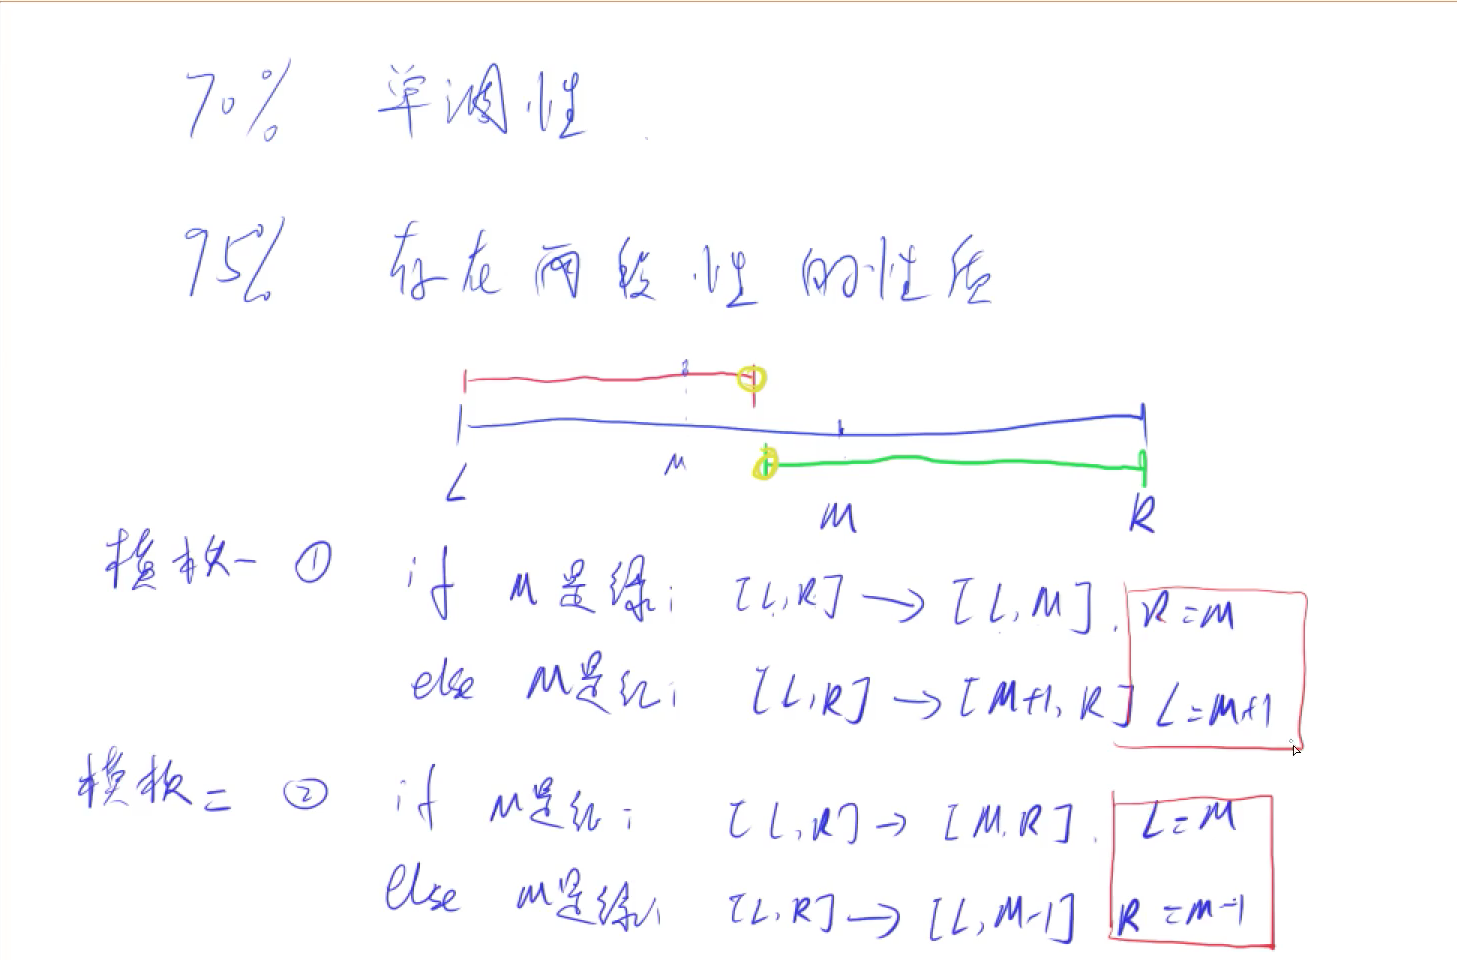 70% 单调性
95% 存在两段性的性质
M
L M R
模板一 ① if M是绿; [L,R] → [L,M]. R=M
else M是红; [L,R] → [M+1,R] L=M+1
模板二 ② if M是红; [L,R] → [M,R]. L=M
else M是绿; [L,R] → [L,M-1] R=M-1